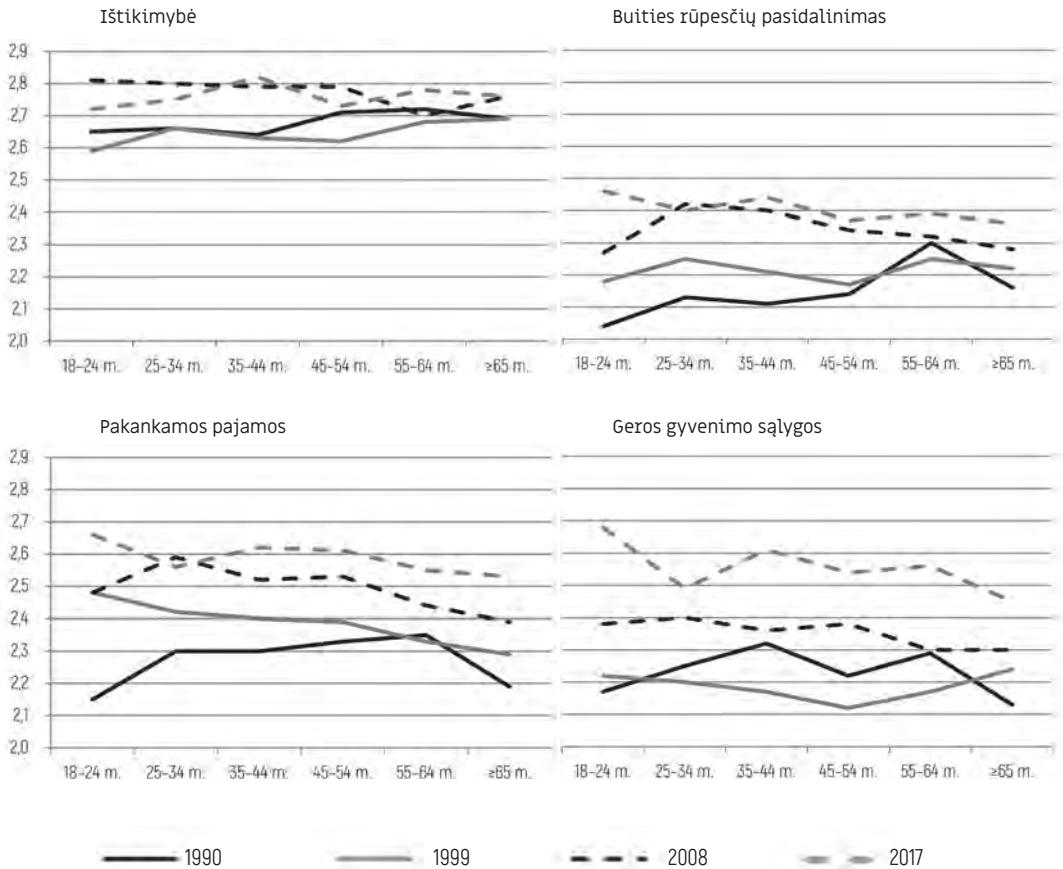 Ištikimybė
2,9
2,8
2,7
2,6
2,5
2,4
2,3
2,2
2,1
2,0
18-24 m. 25-34 m. 35-44 m. 45-54 m. 55-64 m. ≥65 m.
Buities rūpesčių pasidalinimas
18-24 m. 25-34 m. 35-44 m. 45-54 m. 55-64 m. ≥65 m.
Pakankamos pajamos
2,9
2,8
2,7
2,6
2,5
2,4
2,3
2,2
2,1
2,0
18-24 m. 25-34 m. 35-44 m. 45-54 m. 55-64 m. ≥65 m.
Geros gyvenimo sąlygos
18-24 m. 25-34 m. 35-44 m. 45-54 m. 55-64 m. ≥65 m.
1990 1999 2008 2017